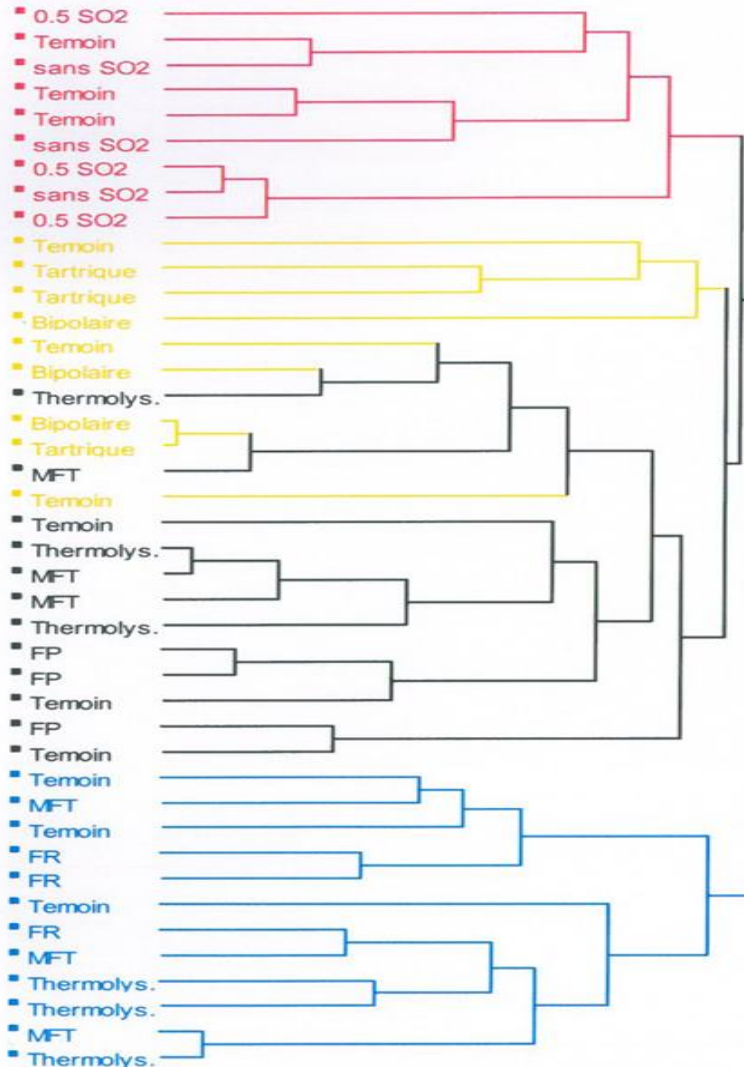 0.5 SO2
Temoin
sans SO2
Temoin
Temoin
sans SO2
0.5 SO2
sans SO2
0.5 SO2
Temoin
Tartrique
Tartrique
Bipolaire
Temoin
Bipolaire
Thermolys.
Bipolaire
Tartrique
MFT
Temoin
Temoin
Thermolys.
MFT
MFT
Thermolys.
FP
FP
Temoin
FP
Temoin
Temoin
MFT
Temoin
FR
FR
Temoin
FR
MFT
Thermolys.
Thermolys.
MFT
Thermolys.